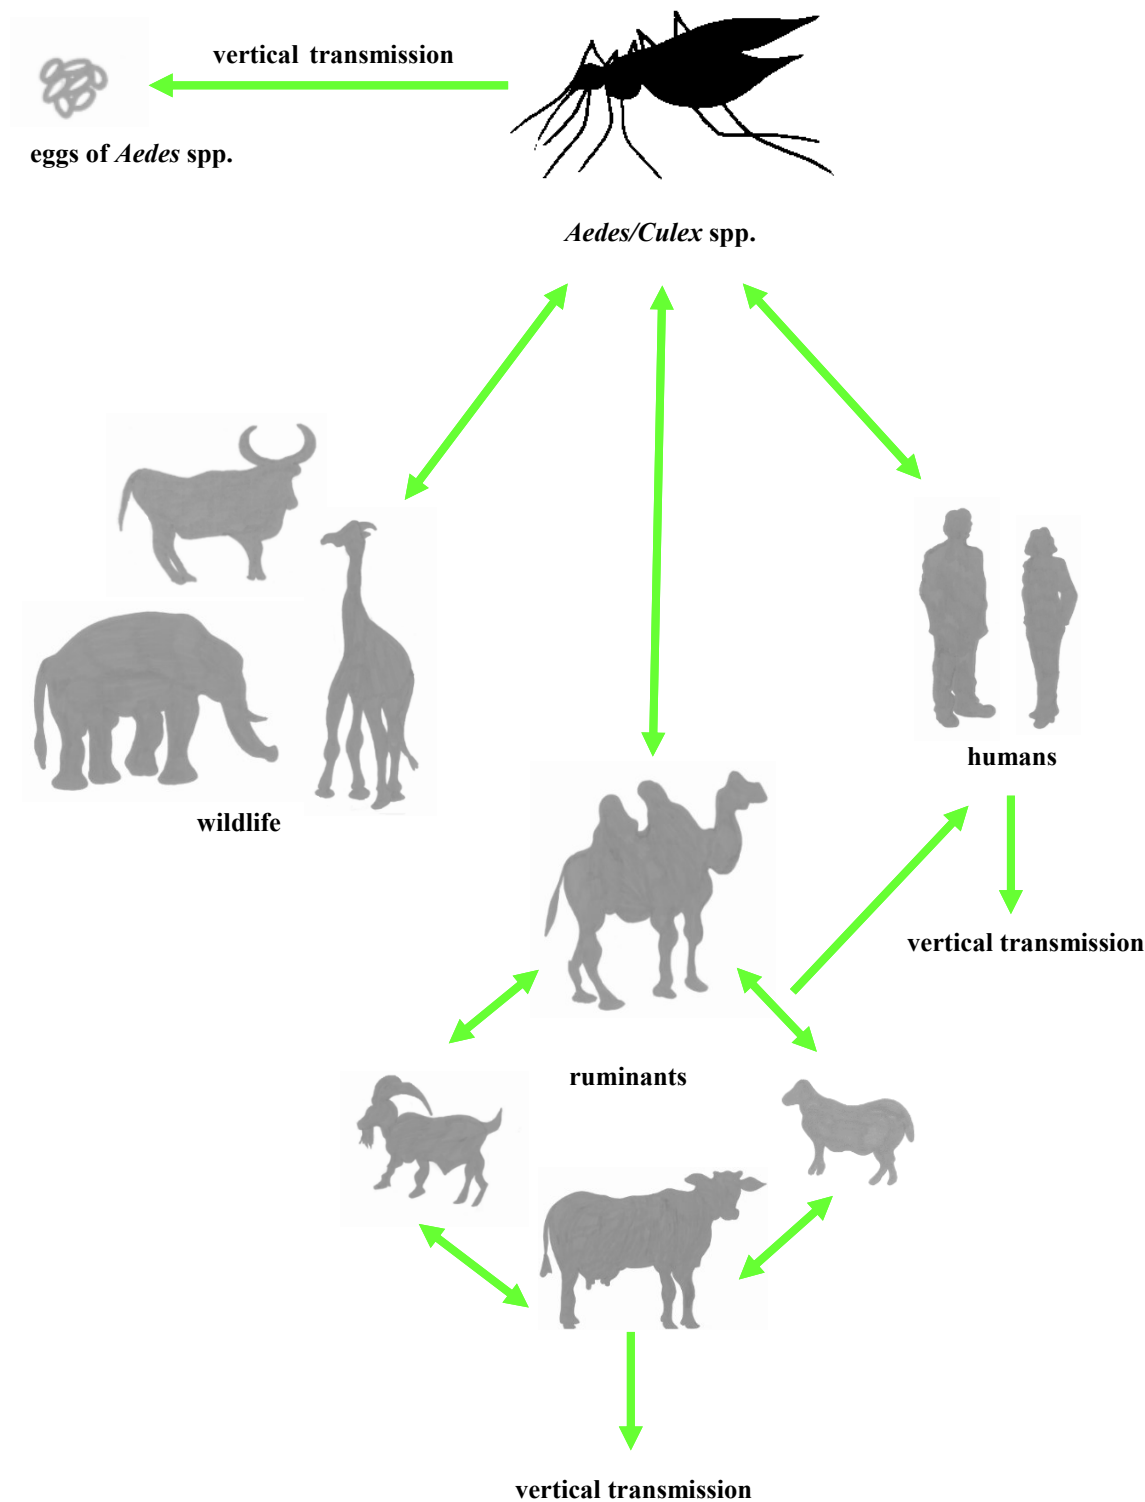 vertical transmission
eggs of Aedes spp.
Aedes/Culex spp.
wildlife
humans
vertical transmission
ruminants
vertical transmission